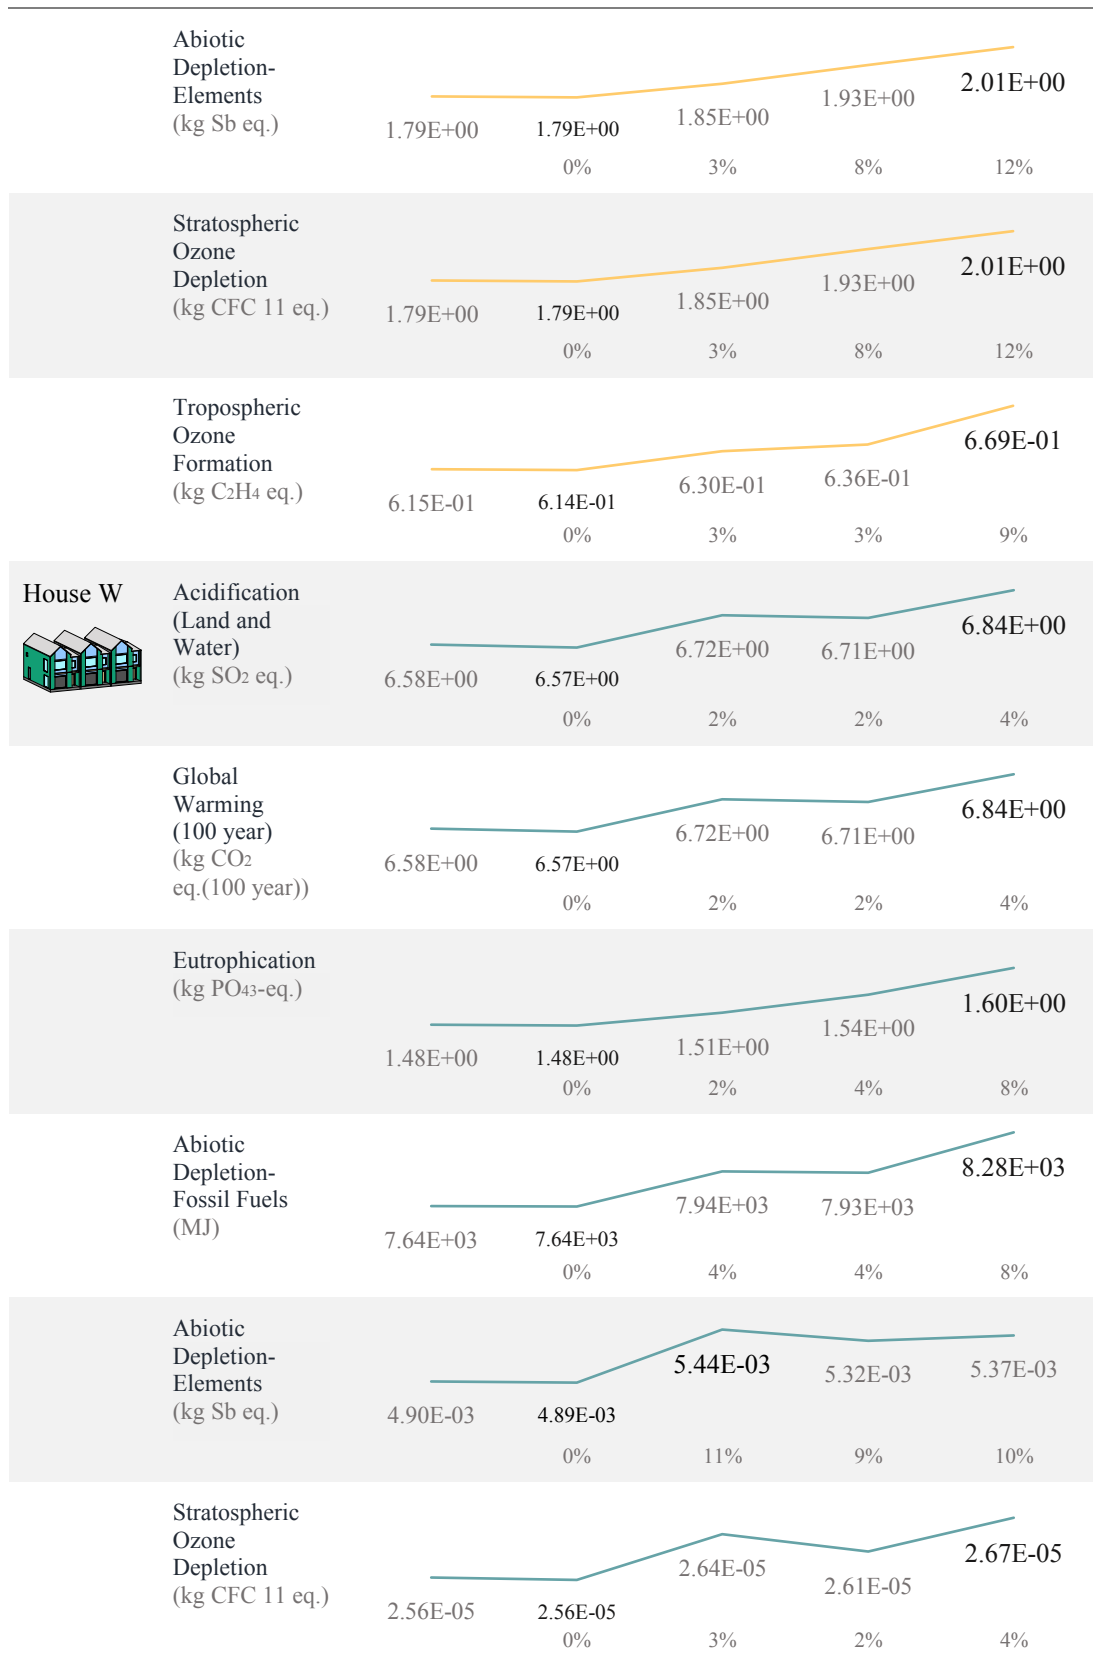 Abiotic
Depletion-
Elements
(kg Sb eq.)
1.79E+00 1.79E+00 1.85E+00 1.93E+00 2.01E+00
0% 3% 8% 12%
Stratospheric
Ozone
Depletion
(kg CFC 11 eq.)
1.79E+00 1.79E+00 1.85E+00 1.93E+00 2.01E+00
0% 3% 8% 12%
Tropospheric
Ozone
Formation
(kg C2H4 eq.)
6.15E-01 6.14E-01 6.30E-01 6.36E-01 6.69E-01
0% 3% 3% 9%
House W
Acidification
(Land and
Water)
(kg SO2 eq.)
6.58E+00 6.57E+00 6.72E+00 6.71E+00 6.84E+00
0% 2% 2% 4%
Global
Warming
(100 year)
(kg CO2
eq.(100 year))
6.58E+00 6.57E+00 6.72E+00 6.71E+00 6.84E+00
0% 2% 2% 4%
Eutrophication
(kg PO43-eq.)
1.48E+00 1.48E+00 1.51E+00 1.54E+00 1.60E+00
0% 2% 4% 8%
Abiotic
Depletion-
Fossil Fuels
(MJ)
7.64E+03 7.64E+03 7.94E+03 7.93E+03 8.28E+03
0% 4% 4% 8%
Abiotic
Depletion-
Elements
(kg Sb eq.)
4.90E-03 4.89E-03 5.44E-03 5.32E-03 5.37E-03
0% 11% 9% 10%
Stratospheric
Ozone
Depletion
(kg CFC 11 eq.)
2.56E-05 2.56E-05 2.64E-05 2.61E-05 2.67E-05
0% 3% 2% 4%